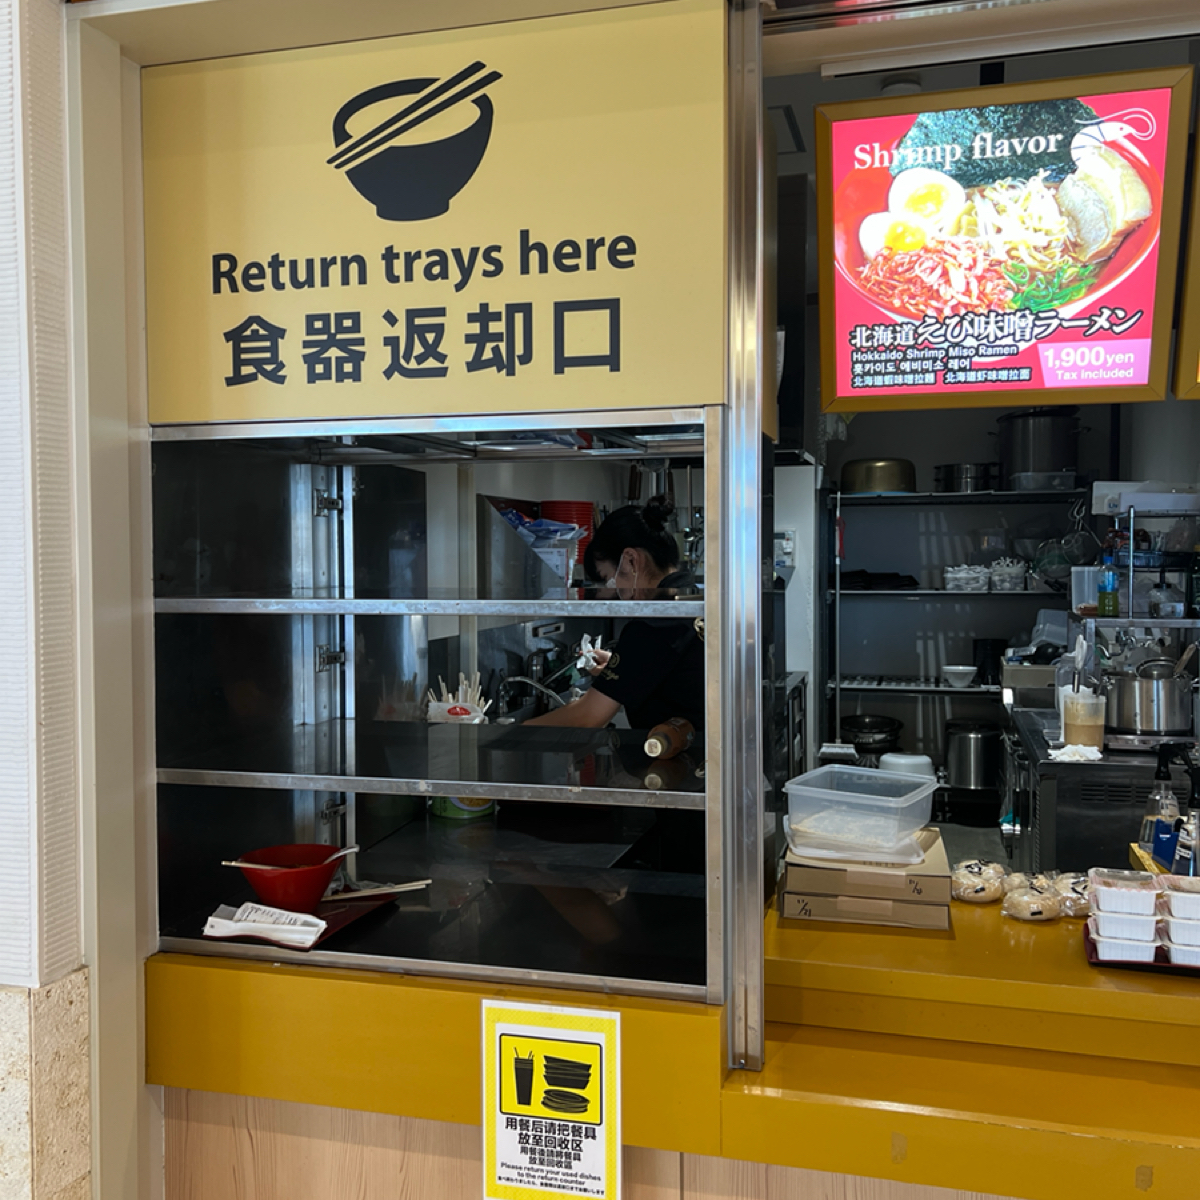 Return trays here
食器返却口
Shrimp flavor
北海道えび味噌ラーメン
Hokkaido Shrimp Miso Ramen
홋카이도 에비미소 라멘
北海道蝦味噌拉麵 北海道虾味噌拉面
1,900yen
Tax included
11/21
用餐后请把餐具
放至回收区
用餐後請將餐具
放至回收區
Please return your used dishes
to the return counter